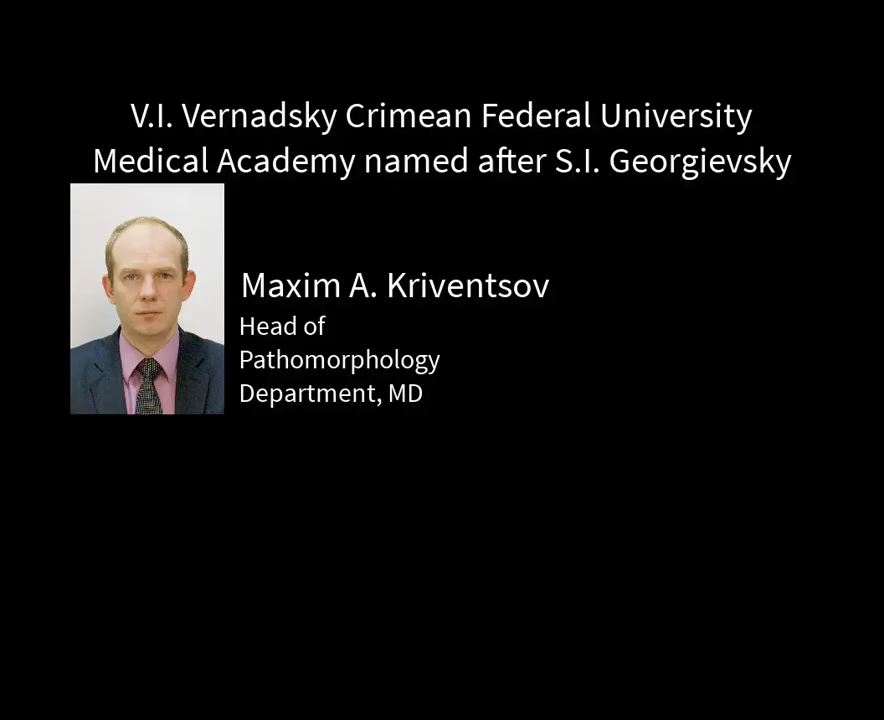 V.I. Vernadsky Crimean Federal University
Medical Academy named after S.I. Georgievsky
Maxim A. Kriventsov
Head of
Pathomorphology
Department, MD